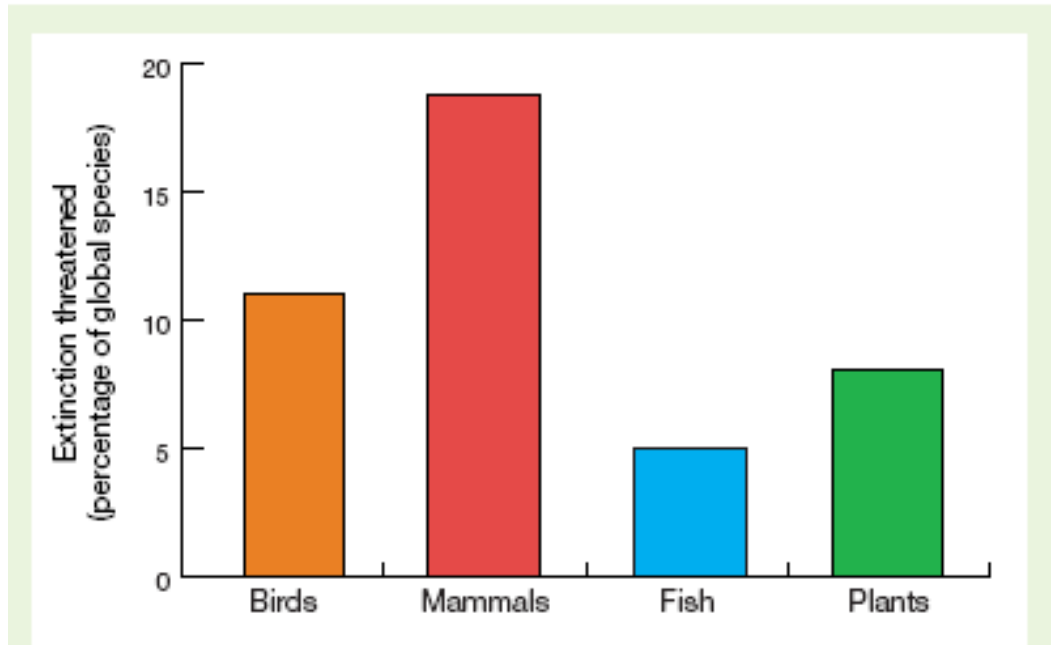 Extinction threatened
(percentage of global species)
20
15
10
5
0
Birds
Mammals
Fish
Plants